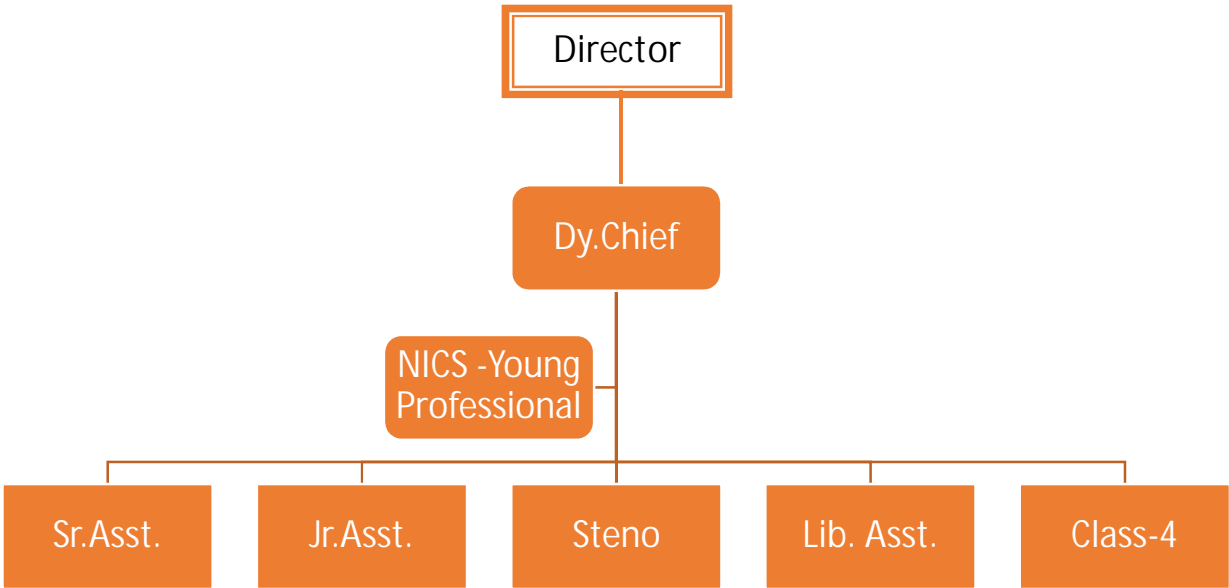 Director
Dy.Chief
NICS -Young
Professional
Sr.Asst.
Jr.Asst.
Steno
Lib. Asst.
Class-4